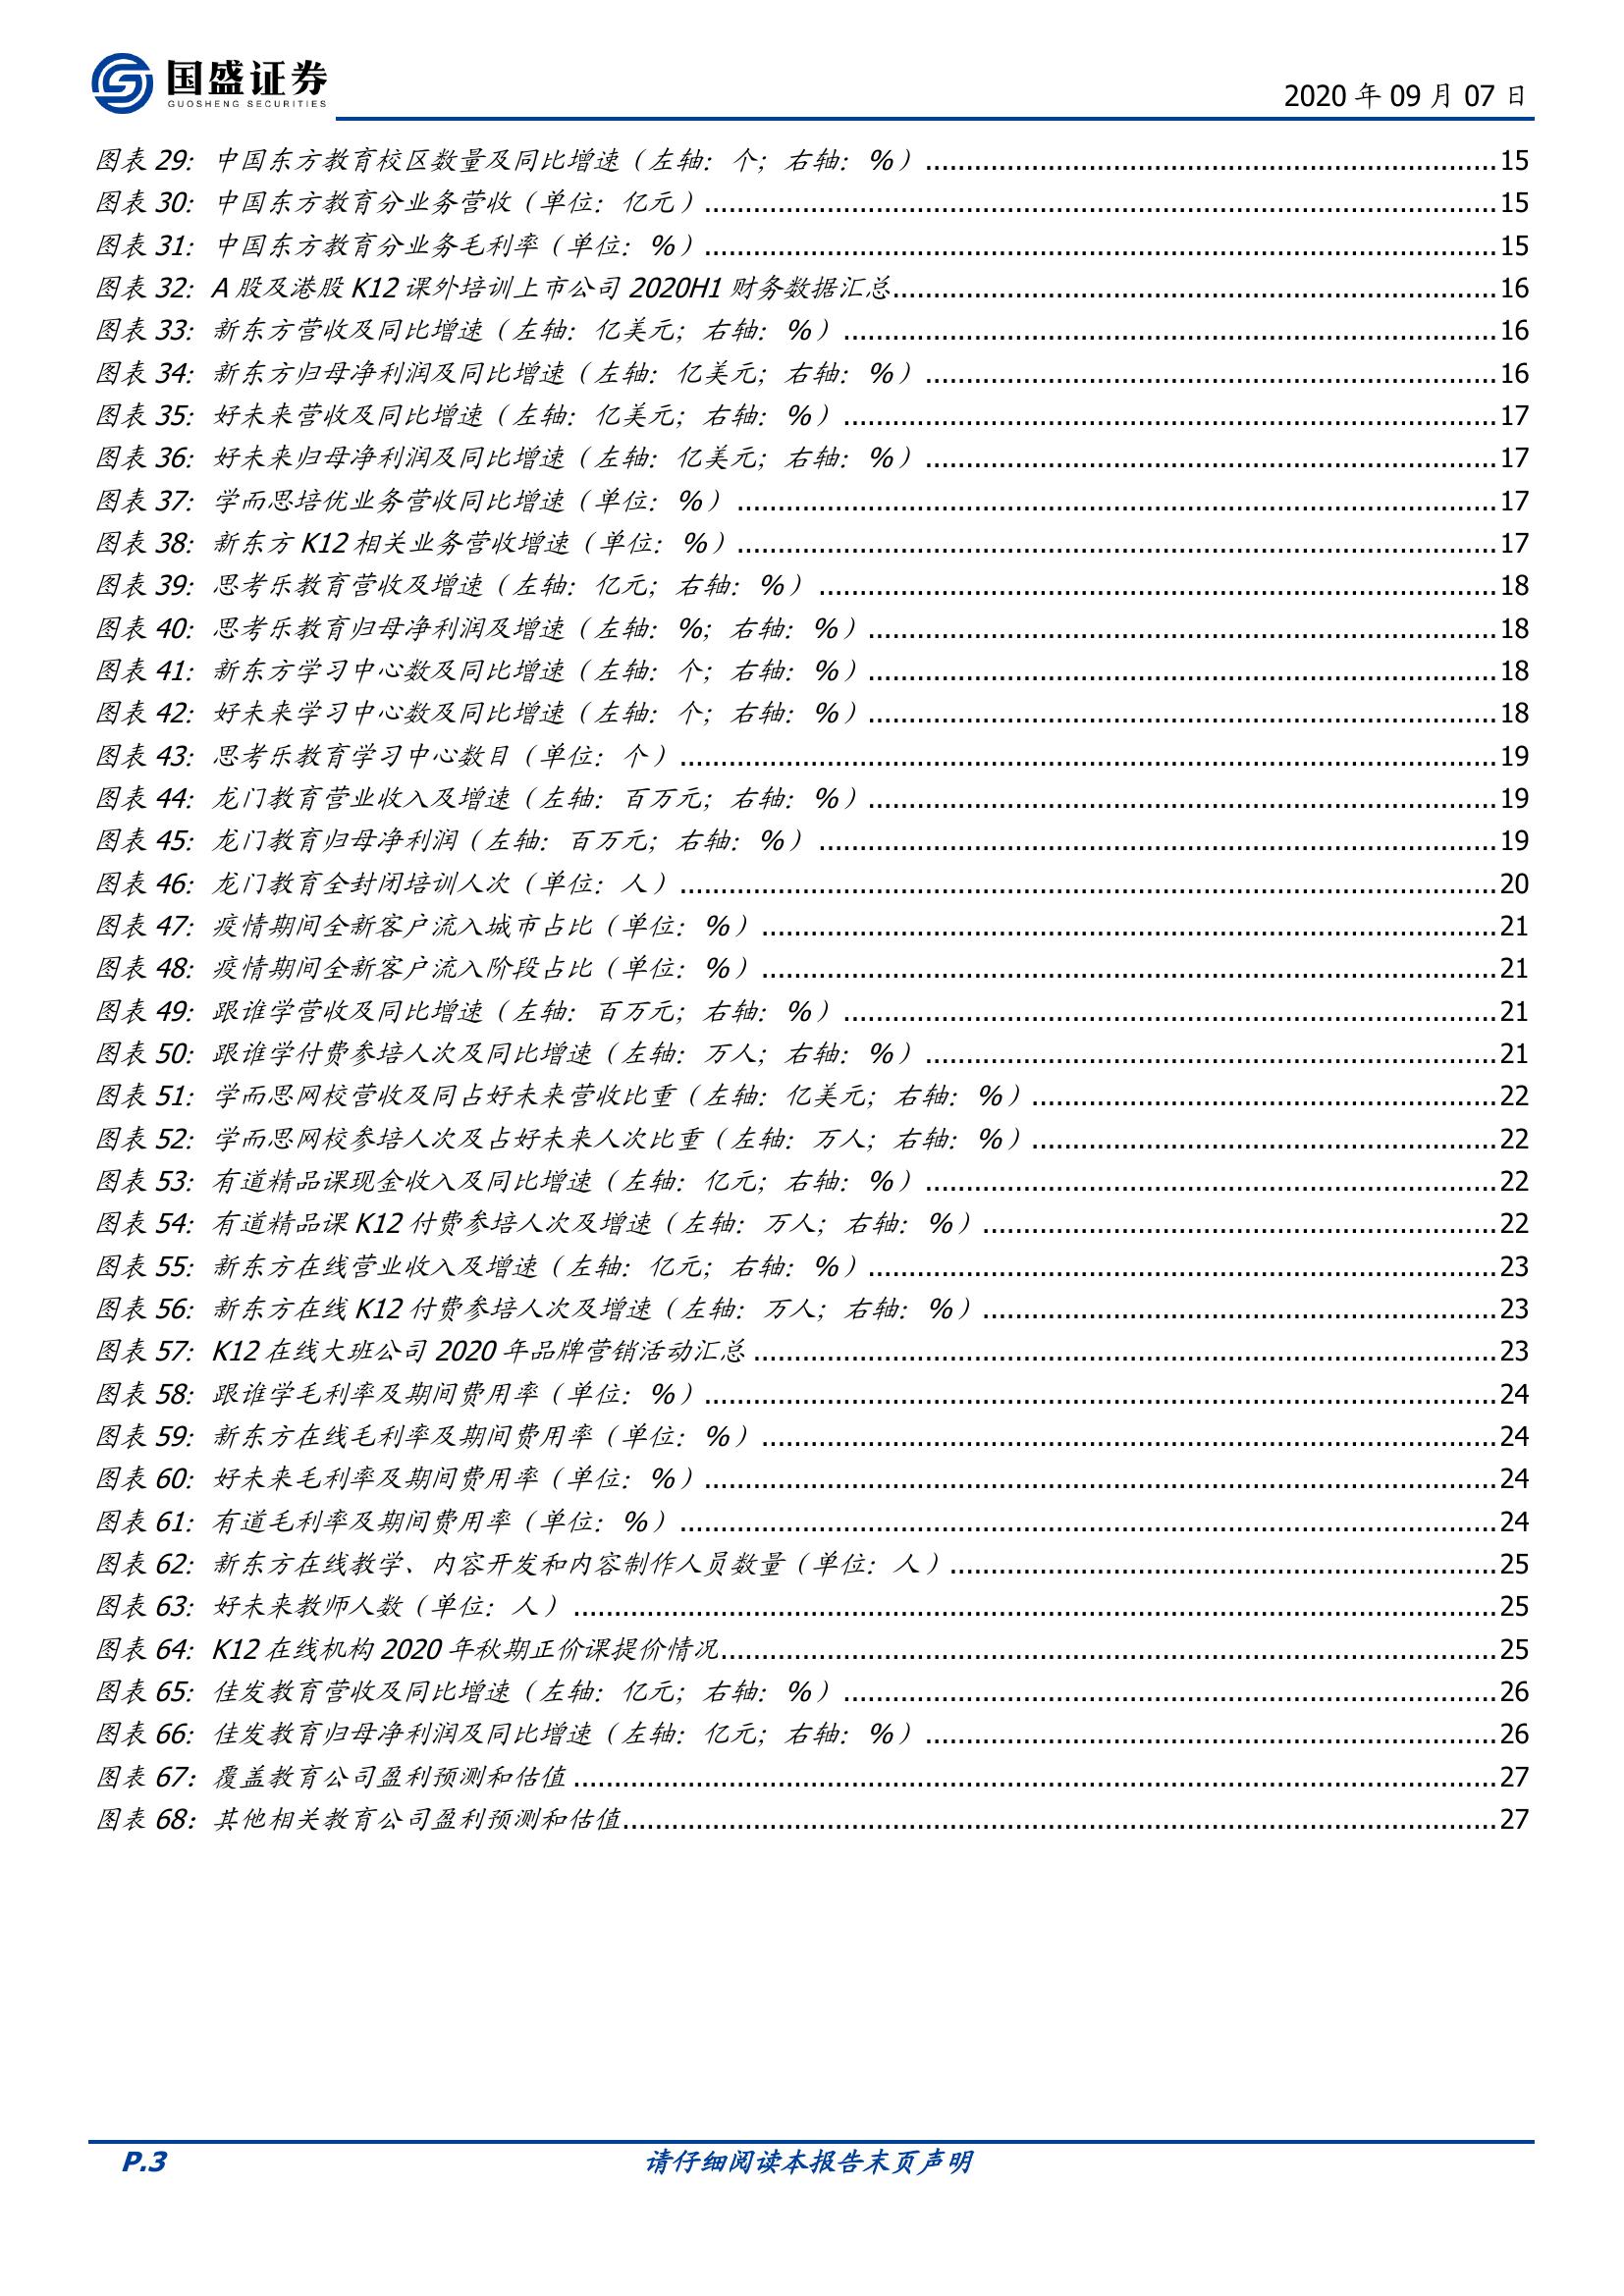 国盛证券
GUOSHENG SECURITIES
2020 年 09 月 07 日
图表 29：中国东方教育校区数量及同比增速（左轴：个；右轴：%）...15
图表 30：中国东方教育分业务营收（单位：亿元）...15
图表 31：中国东方教育分业务毛利率（单位：%）...15
图表 32：A 股及港股 K12 课外培训上市公司 2020H1 财务数据汇总...16
图表 33：新东方营收及同比增速（左轴：亿美元；右轴：%）...16
图表 34：新东方归母净利润及同比增速（左轴：亿美元；右轴：%）...16
图表 35：好未来营收及同比增速（左轴：亿美元；右轴：%）...17
图表 36：好未来归母净利润及同比增速（左轴：亿美元；右轴：%）...17
图表 37：学而思培优业务营收同比增速（单位：%）...17
图表 38：新东方 K12 相关业务营收增速（单位：%）...17
图表 39：思考乐教育营收及增速（左轴：亿元；右轴：%）...18
图表 40：思考乐教育归母净利润及增速（左轴：%；右轴：%）...18
图表 41：新东方学习中心数及同比增速（左轴：个；右轴：%）...18
图表 42：好未来学习中心数及同比增速（左轴：个；右轴：%）...18
图表 43：思考乐教育学习中心数目（单位：个）...19
图表 44：龙门教育营业收入及增速（左轴：百万元；右轴：%）...19
图表 45：龙门教育归母净利润（左轴：百万元；右轴：%）...19
图表 46：龙门教育全封闭培训人次（单位：人）...20
图表 47：疫情期间全新客户流入城市占比（单位：%）...21
图表 48：疫情期间全新客户流入阶段占比（单位：%）...21
图表 49：跟谁学营收及同比增速（左轴：百万元；右轴：%）...21
图表 50：跟谁学付费参培人次及同比增速（左轴：万人；右轴：%）...21
图表 51：学而思网校营收及同占好未来营收比重（左轴：亿美元；右轴：%）...22
图表 52：学而思网校参培人次及占好未来人次比重（左轴：万人；右轴：%）...22
图表 53：有道精品课现金收入及同比增速（左轴：亿元；右轴：%）...22
图表 54：有道精品课 K12 付费参培人次及增速（左轴：万人；右轴：%）...22
图表 55：新东方在线营业收入及增速（左轴：亿元；右轴：%）...23
图表 56：新东方在线 K12 付费参培人次及增速（左轴：万人；右轴：%）...23
图表 57：K12 在线大班公司 2020 年品牌营销活动汇总...23
图表 58：跟谁学毛利率及期间费用率（单位：%）...24
图表 59：新东方在线毛利率及期间费用率（单位：%）...24
图表 60：好未来毛利率及期间费用率（单位：%）...24
图表 61：有道毛利率及期间费用率（单位：%）...24
图表 62：新东方在线教学、内容开发和内容制作人员数量（单位：人）...25
图表 63：好未来教师人数（单位：人）...25
图表 64：K12 在线机构 2020 年秋期正价课提价情况...25
图表 65：佳发教育营收及同比增速（左轴：亿元；右轴：%）...26
图表 66：佳发教育归母净利润及同比增速（左轴：亿元；右轴：%）...26
图表 67：覆盖教育公司盈利预测和估值...27
图表 68：其他相关教育公司盈利预测和估值...27
P.3
请仔细阅读本报告末页声明